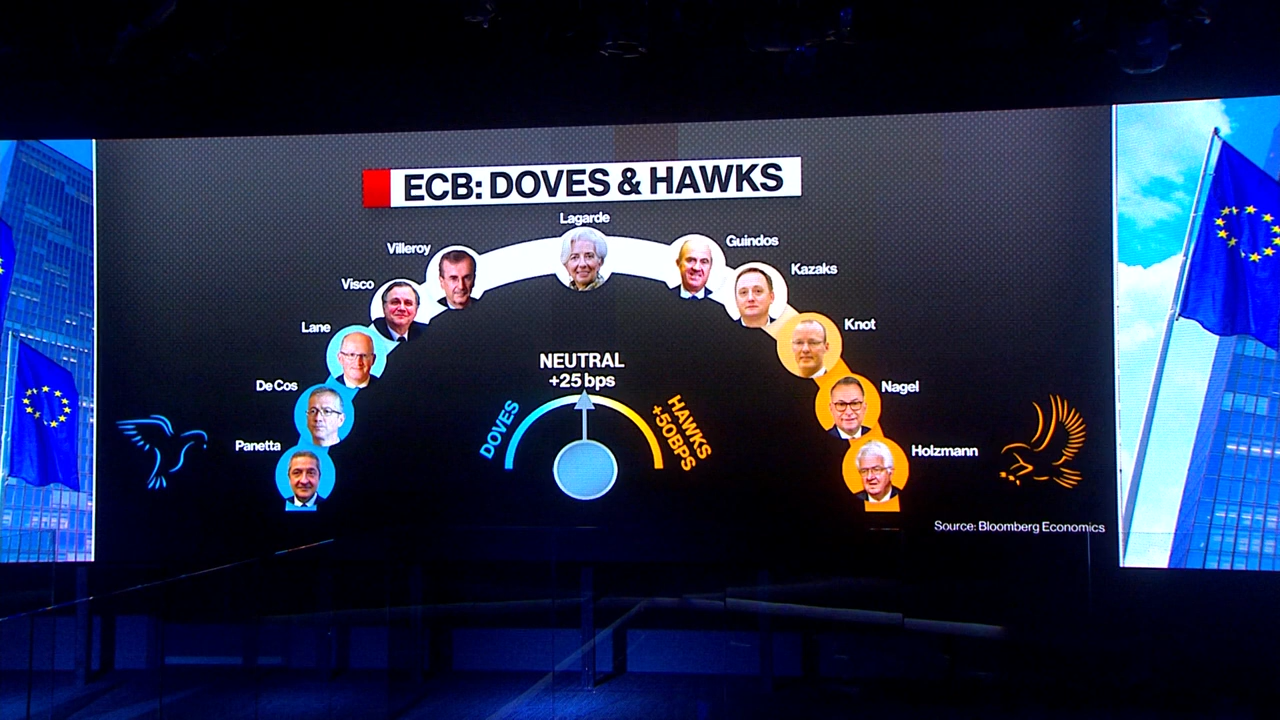 ECB: DOVES & HAWKS
Lagarde
Villeroy
Guindos
Visco
Kazaks
Lane
Knot
NEUTRAL
+25 bps
De Cos
Nagel
DOVES
HAWKS
+50BPS
Panetta
Holzmann
Source: Bloomberg Economics